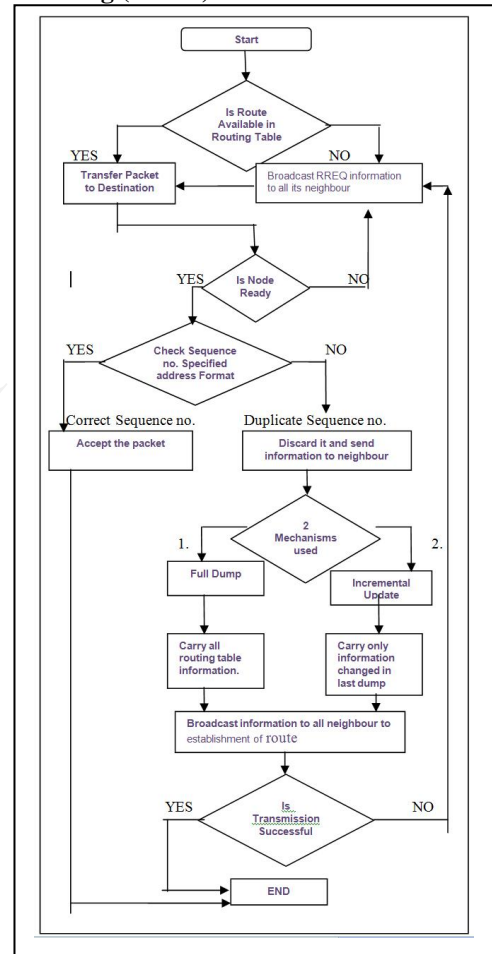 Start
Is Route
Available in
Routing Table
YES
NO
Transfer Packet
to Destination
Broadcast RREQ information
to all its neighbour
YES
Is Node
Ready
NO
YES
Check Sequence
no. Specified
address Format
NO
Correct Sequence no.
Duplicate Sequence no.
Accept the packet
Discard it and send
information to neighbour
2
Mechanisms
used
1.
2.
Full Dump
Incremental
Update
Carry all
routing table
information.
Carry only
information
changed in
last dump
Broadcast information to all neighbour to
establishment of route
YES
Is
Transmission
Successful
NO
END